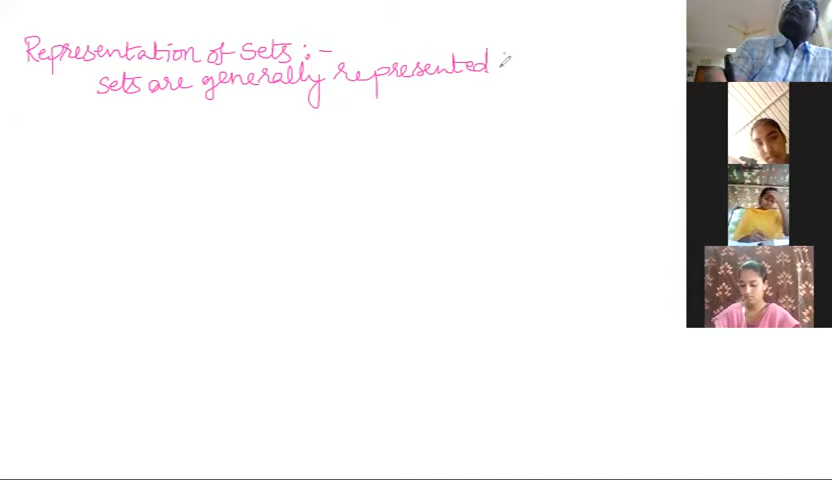 Representation of Sets :-
sets are generally represented